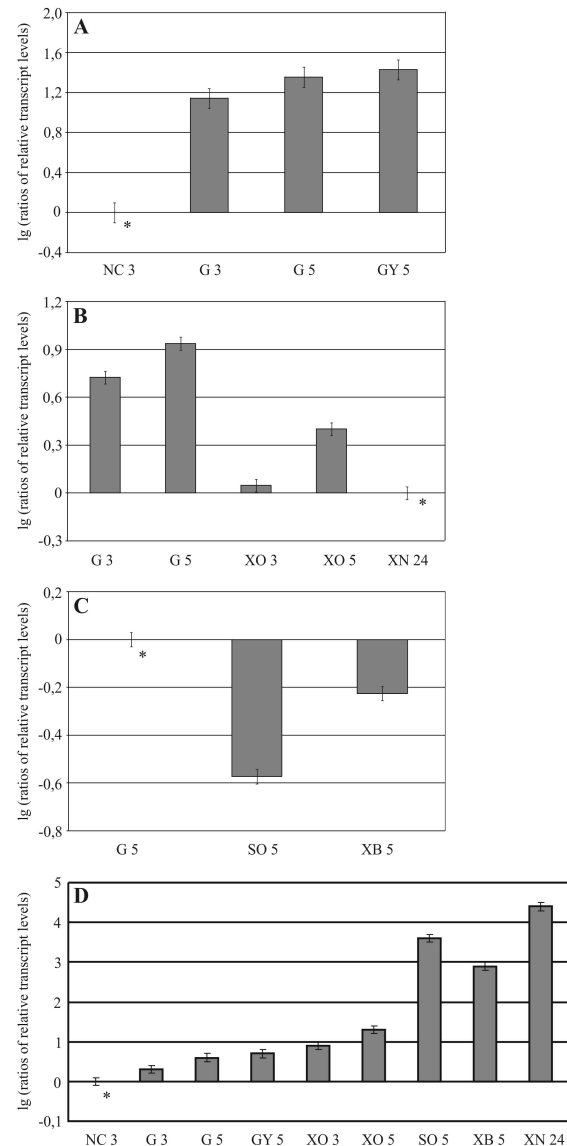 A
lg (ratios of relative transcript levels)
2,0
1,6
1,2
0,8
0,4
0
-0,4
*
NC 3 G 3 G 5 GY 5
B
lg (ratios of relative transcript levels)
1,2
0,9
0,6
0,3
0
-0,3
*
G 3 G 5 XO 3 XO 5 XN 24
C
lg (ratios of relative transcript levels)
0,2
0
-0,2
-0,4
-0,6
-0,8
*
G 5 SO 5 XB 5
D
lg (ratios of relative transcript levels)
5
4
3
2
1
0
-0,1
*
NC 3 G 3 G 5 GY 5 XO 3 XO 5 SO 5 XB 5 XN 24